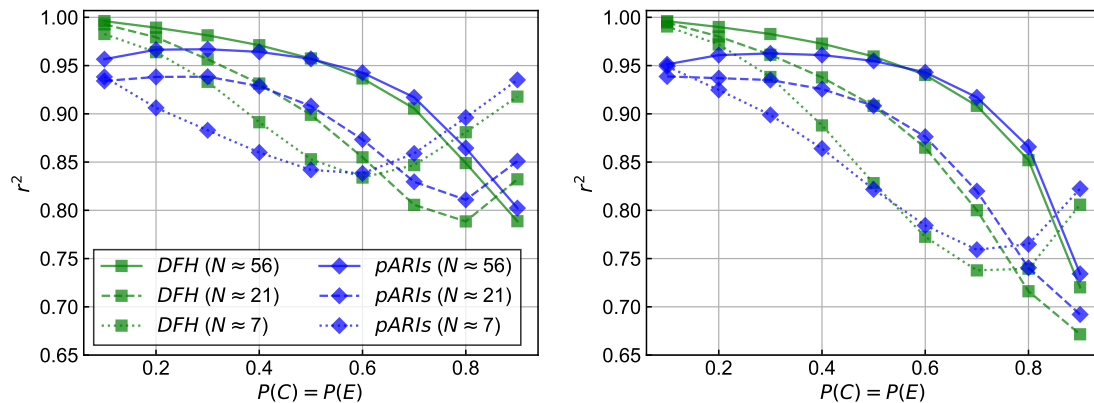 1.00
0.95
0.90
0.85
0.80
0.75
0.70
0.65
r²
0.2 0.4 0.6 0.8
P(C) = P(E)
DFH (N ≈ 56) pARIs (N ≈ 56)
DFH (N ≈ 21) pARIs (N ≈ 21)
DFH (N ≈ 7) pARIs (N ≈ 7)
1.00
0.95
0.90
0.85
0.80
0.75
0.70
0.65
r²
0.2 0.4 0.6 0.8
P(C) = P(E)